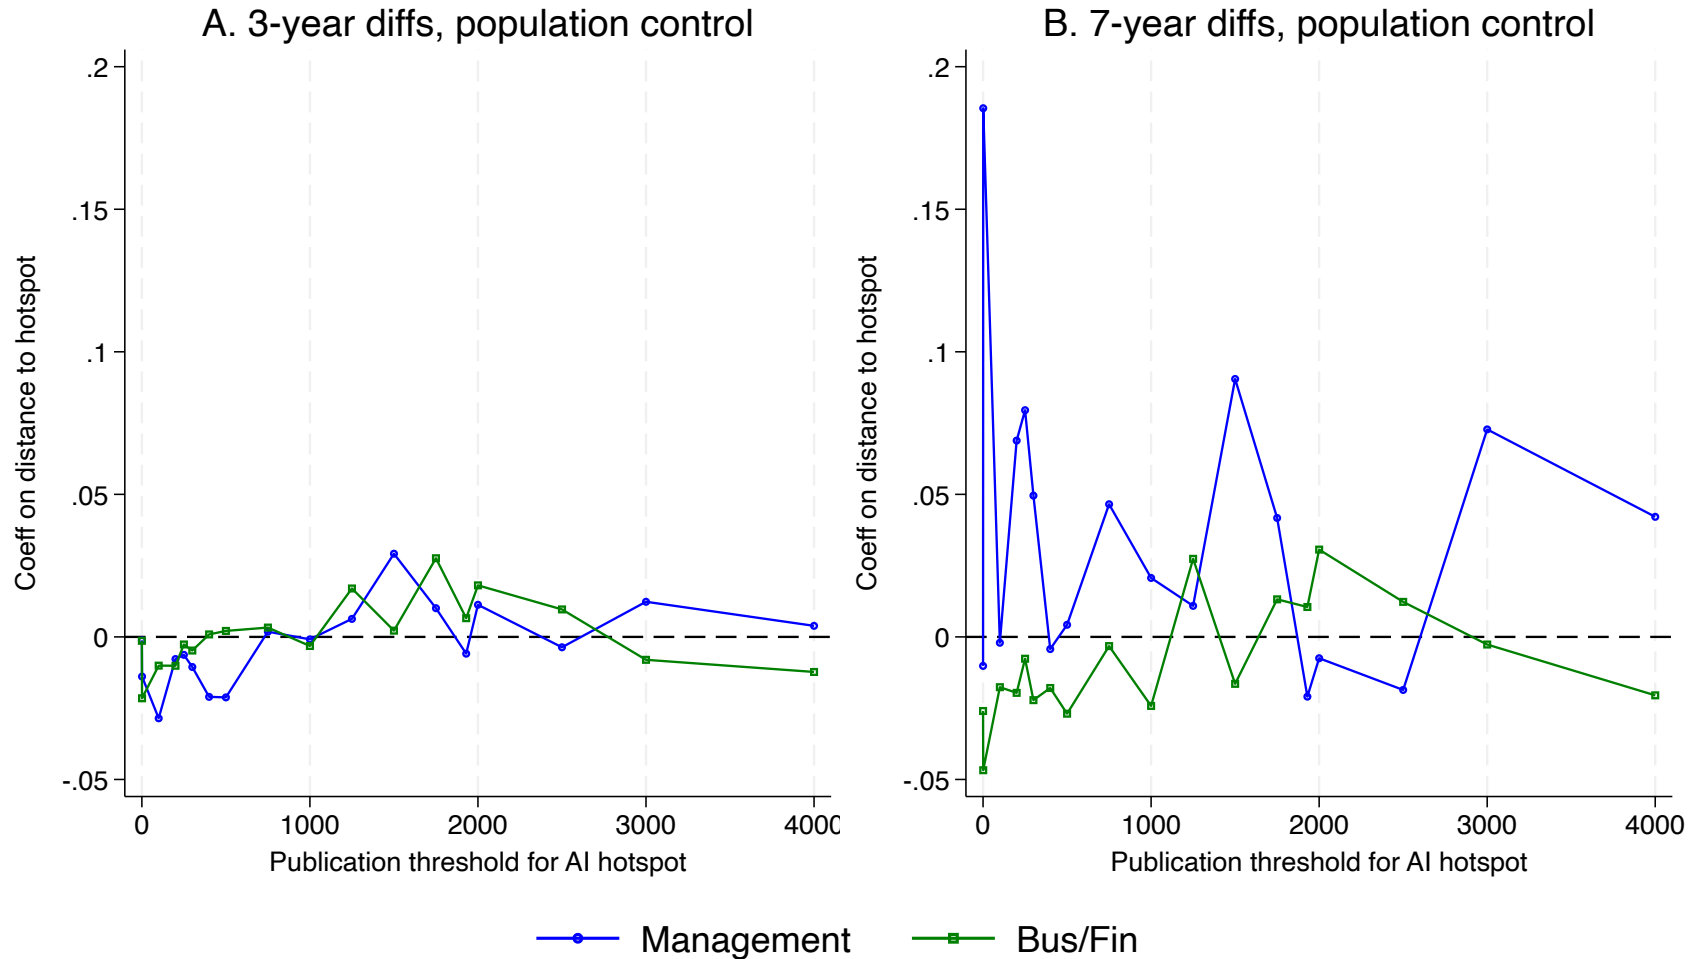 A. 3-year diffs, population control
.2
.15
.1
.05
0
-.05
Coeff on distance to hotspot
0 1000 2000 3000 4000
Publication threshold for AI hotspot
B. 7-year diffs, population control
.2
.15
.1
.05
0
-.05
Coeff on distance to hotspot
0 1000 2000 3000 4000
Publication threshold for AI hotspot
Management Bus/Fin